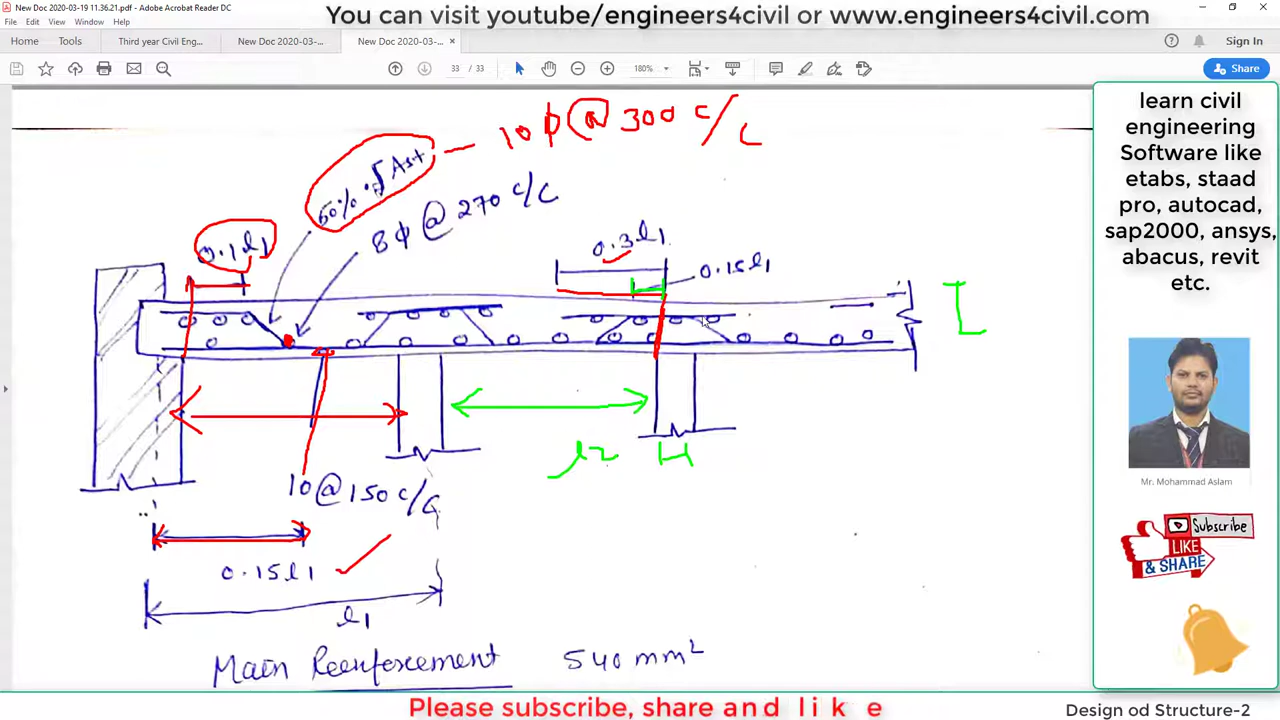 New Doc 2020-03-19 11.36.21.pdf - Adobe Acrobat Reader DC
You can visit youtube/engineers4civil or www.engineers4civil.com
File Edit View Window Help
Home Tools Third year Civil Eng... New Doc 2020-03-... New Doc 2020-03-... × Sign In
33 / 33 180% Share
10 ϕ @ 300 c/c
50% of Ast
8 ϕ @ 270 c/c
0.1 l1
0.3 l1
0.15 l1
l2
10 @ 150 c/c
0.15 l1
l1
Main Reenforcement 540 mm²
learn civil
engineering
Software like
etabs, staad
pro, autocad,
sap2000, ansys,
abacus, revit
etc.
Mr. Mohammad Aslam
Subscribe
LIKE
& SHARE
Please subscribe, share and l i k e
Design od Structure-2